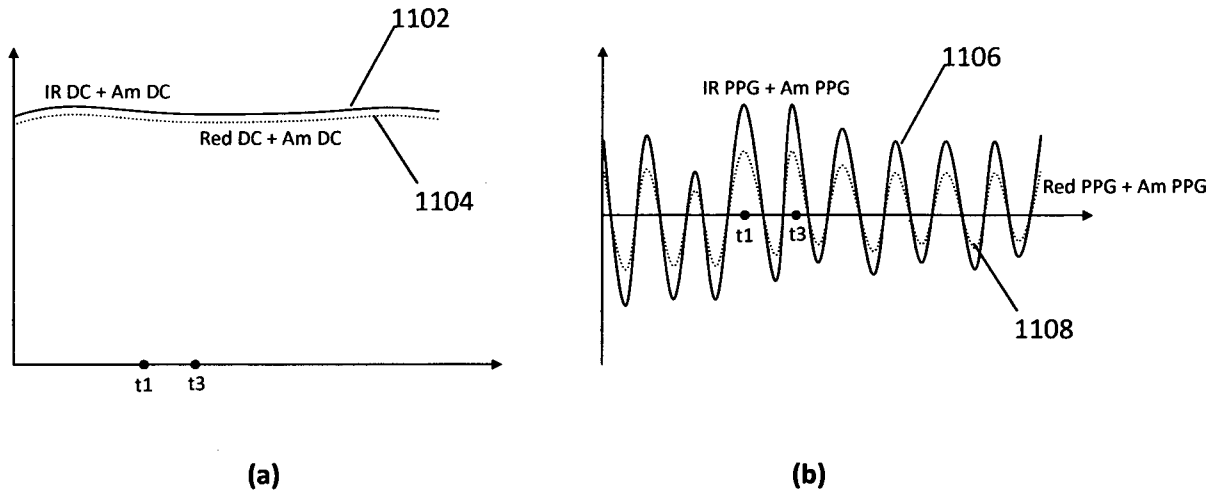 1102
IR DC + Am DC
Red DC + Am DC
1104
t1
t3
(a)
1106
IR PPG + Am PPG
Red PPG + Am PPG
t1
t3
1108
(b)